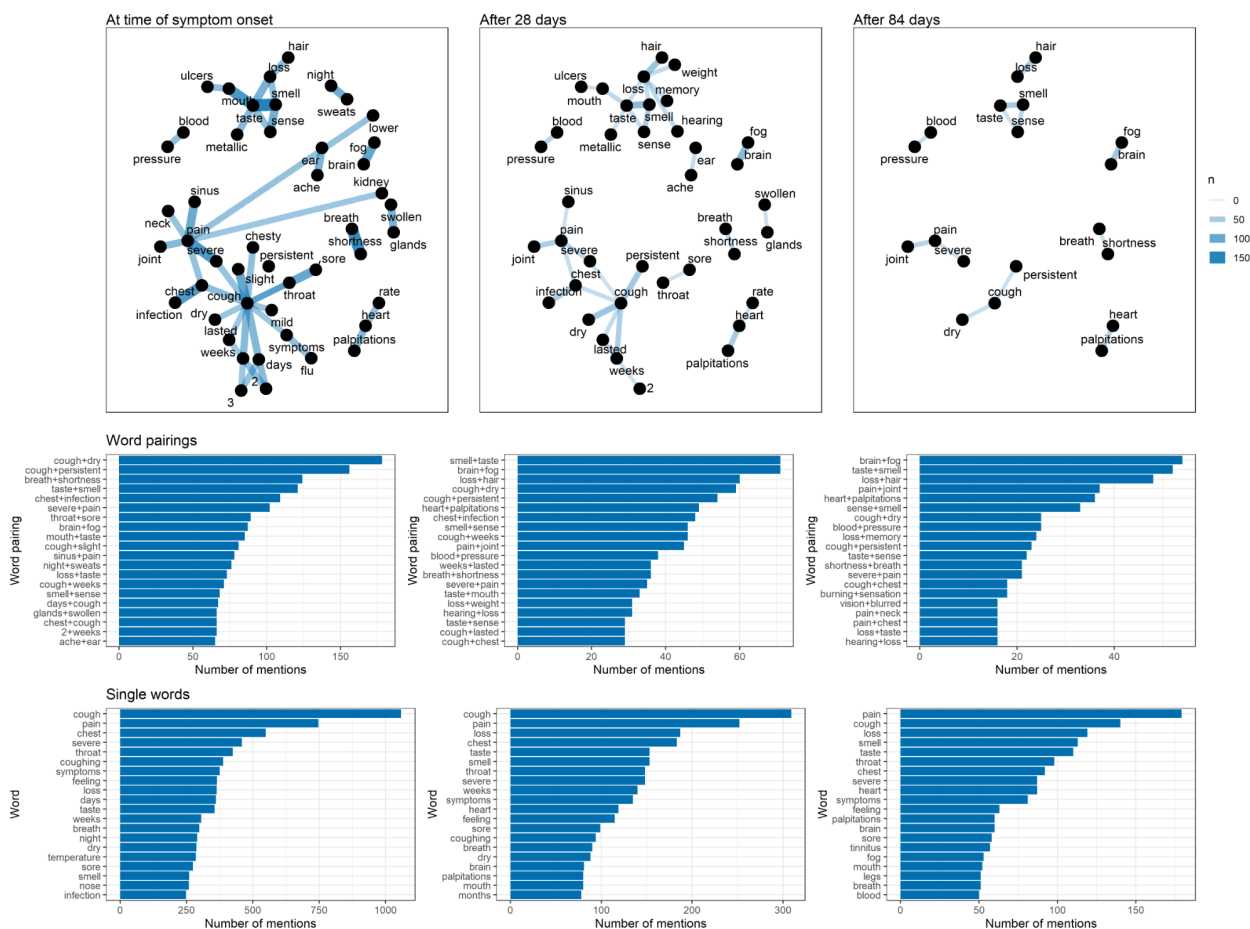 At time of symptom onset
hair
loss
night
ulcers
mouth
smell
sweats
taste
blood
sense
lower
metallic
pressure
ear
fog
brain
ache
kidney
sinus
neck
pain
chesty
breath
swollen
severe
shortness
glands
joint
persistent
sore
slight
chest
throat
cough
rate
infection
dry
mild
heart
lasted
symptoms
palpitations
weeks
days
flu
2
3
After 28 days
hair
weight
ulcers
loss
memory
mouth
smell
taste
hearing
blood
sense
metallic
fog
pressure
ear
brain
ache
sinus
swollen
pain
breath
severe
shortness
glands
joint
sore
chest
infection
cough
throat
rate
dry
heart
lasted
palpitations
weeks
2
After 84 days
hair
loss
smell
taste
blood
sense
fog
pressure
brain
pain
breath
shortness
severe
persistent
cough
heart
dry
palpitations
n
0
50
100
150
Word pairings
Word pairing
cough+dry
cough+persistent
breath+shortness
taste+smell
chest+infection
severe+pain
throat+sore
brain+fog
mouth+taste
cough+slight
sinus+pain
night+sweats
loss+taste
cough+weeks
smell+sense
days+cough
glands+swollen
chest+cough
2+weeks
ache+ear
0 50 100 150
Number of mentions
Word pairing
smell+taste
brain+fog
loss+hair
cough+dry
cough+persistent
heart+palpitations
chest+infection
smell+sense
cough+weeks
pain+joint
blood+pressure
weeks+lasted
breath+shortness
severe+pain
taste+mouth
loss+weight
hearing+loss
taste+sense
cough+lasted
cough+chest
0 20 40 60
Number of mentions
Word pairing
brain+fog
taste+smell
loss+hair
pain+joint
heart+palpitations
sense+smell
cough+dry
blood+pressure
loss+memory
cough+persistent
taste+sense
shortness+breath
severe+pain
cough+chest
burning+sensation
vision+blurred
pain+neck
pain+chest
loss+taste
hearing+loss
0 20 40
Number of mentions
Single words
Word
cough
pain
chest
severe
throat
coughing
symptoms
feeling
loss
days
taste
weeks
breath
night
dry
temperature
sore
smell
nose
infection
0 250 500 750 1000
Number of mentions
Word
cough
pain
loss
chest
taste
smell
throat
severe
weeks
symptoms
heart
feeling
sore
coughing
breath
dry
brain
palpitations
mouth
months
0 100 200 300
Number of mentions
Word
pain
cough
loss
smell
taste
throat
chest
severe
heart
symptoms
feeling
palpitations
brain
sore
tinnitus
fog
mouth
legs
breath
blood
0 50 100 150
Number of mentions